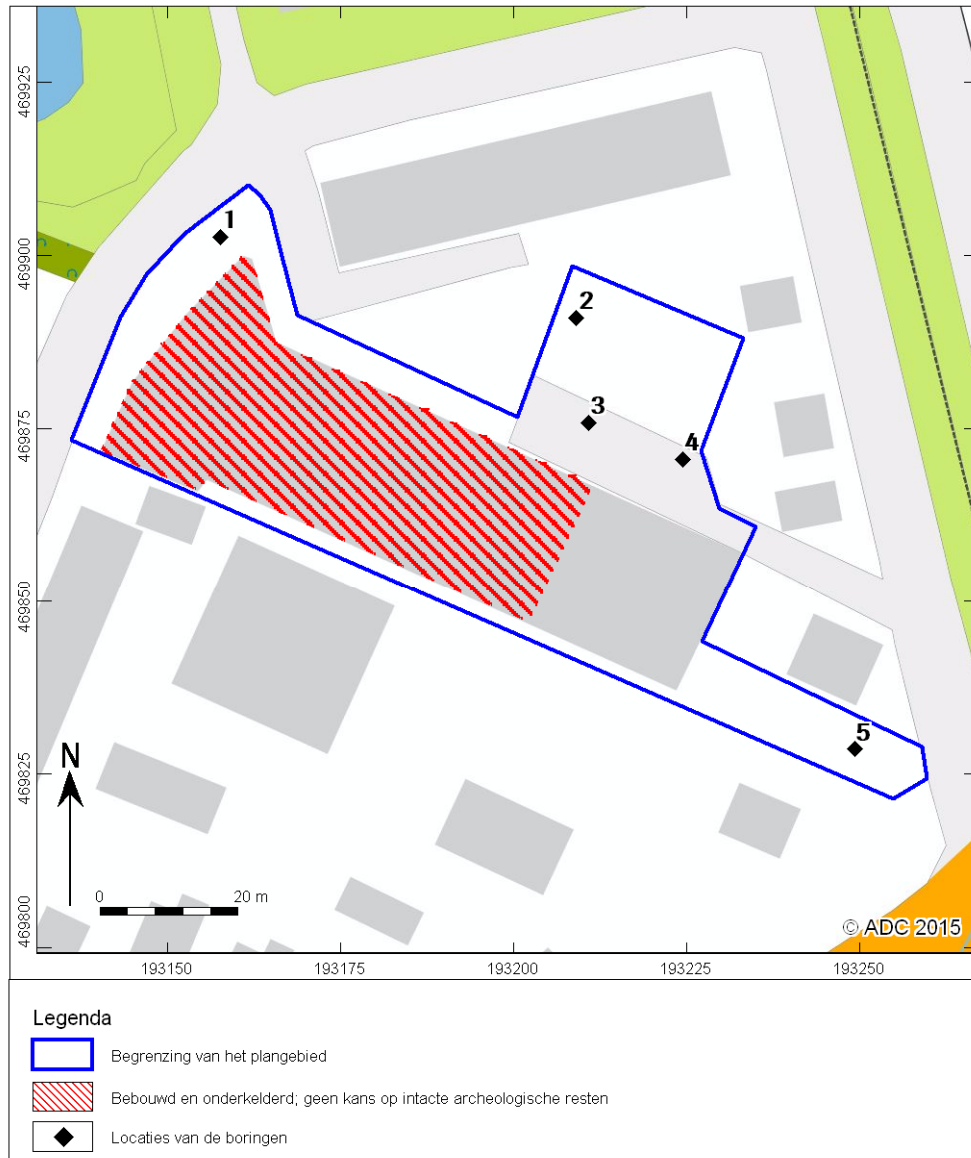 469925
469900
469875
469850
469825
469800
1
2
3
4
5
N
0 20 m
© ADC 2015
193150 193175 193200 193225 193250
Legenda
Begrenzing van het plangebied
Bebouwd en onderkelderd; geen kans op intacte archeologische resten
Locaties van de boringen